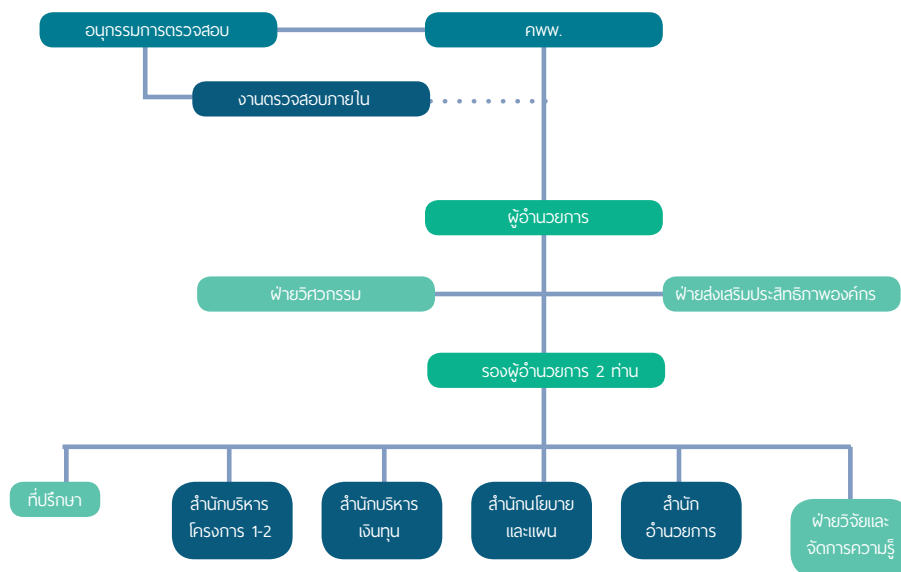 อนุกรรมการตรวจสอบ
คพพ.
งานตรวจสอบภายใน
ผู้อำนวยการ
ฝ่ายวิศวกรรม
ฝ่ายส่งเสริมประสิทธิภาพองค์กร
รองผู้อำนวยการ 2 ท่าน
ที่ปรึกษา
สำนักบริหาร
โครงการ 1-2
สำนักบริหาร
เงินทุน
สำนักนโยบาย
และแผน
สำนัก
อำนวยการ
ฝ่ายวิจัยและ
จัดการความรู้